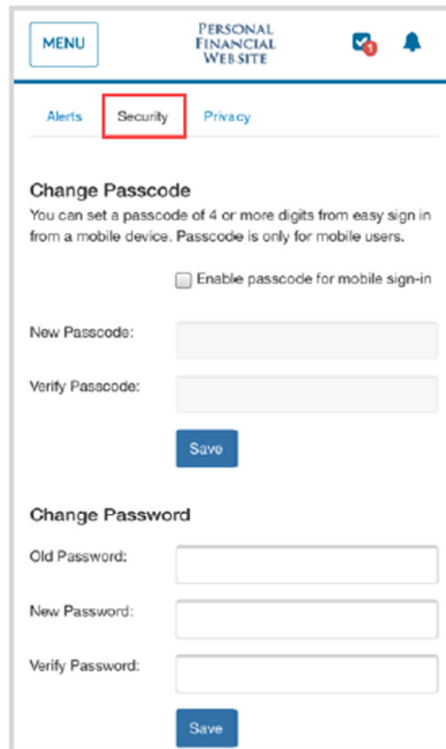 MENU
PERSONAL
FINANCIAL
WEBSITE
1
Alerts Security Privacy
Change Passcode
You can set a passcode of 4 or more digits from easy sign in
from a mobile device. Passcode is only for mobile users.
Enable passcode for mobile sign-in
New Passcode:
Verify Passcode:
Save
Change Password
Old Password:
New Password:
Verify Password:
Save